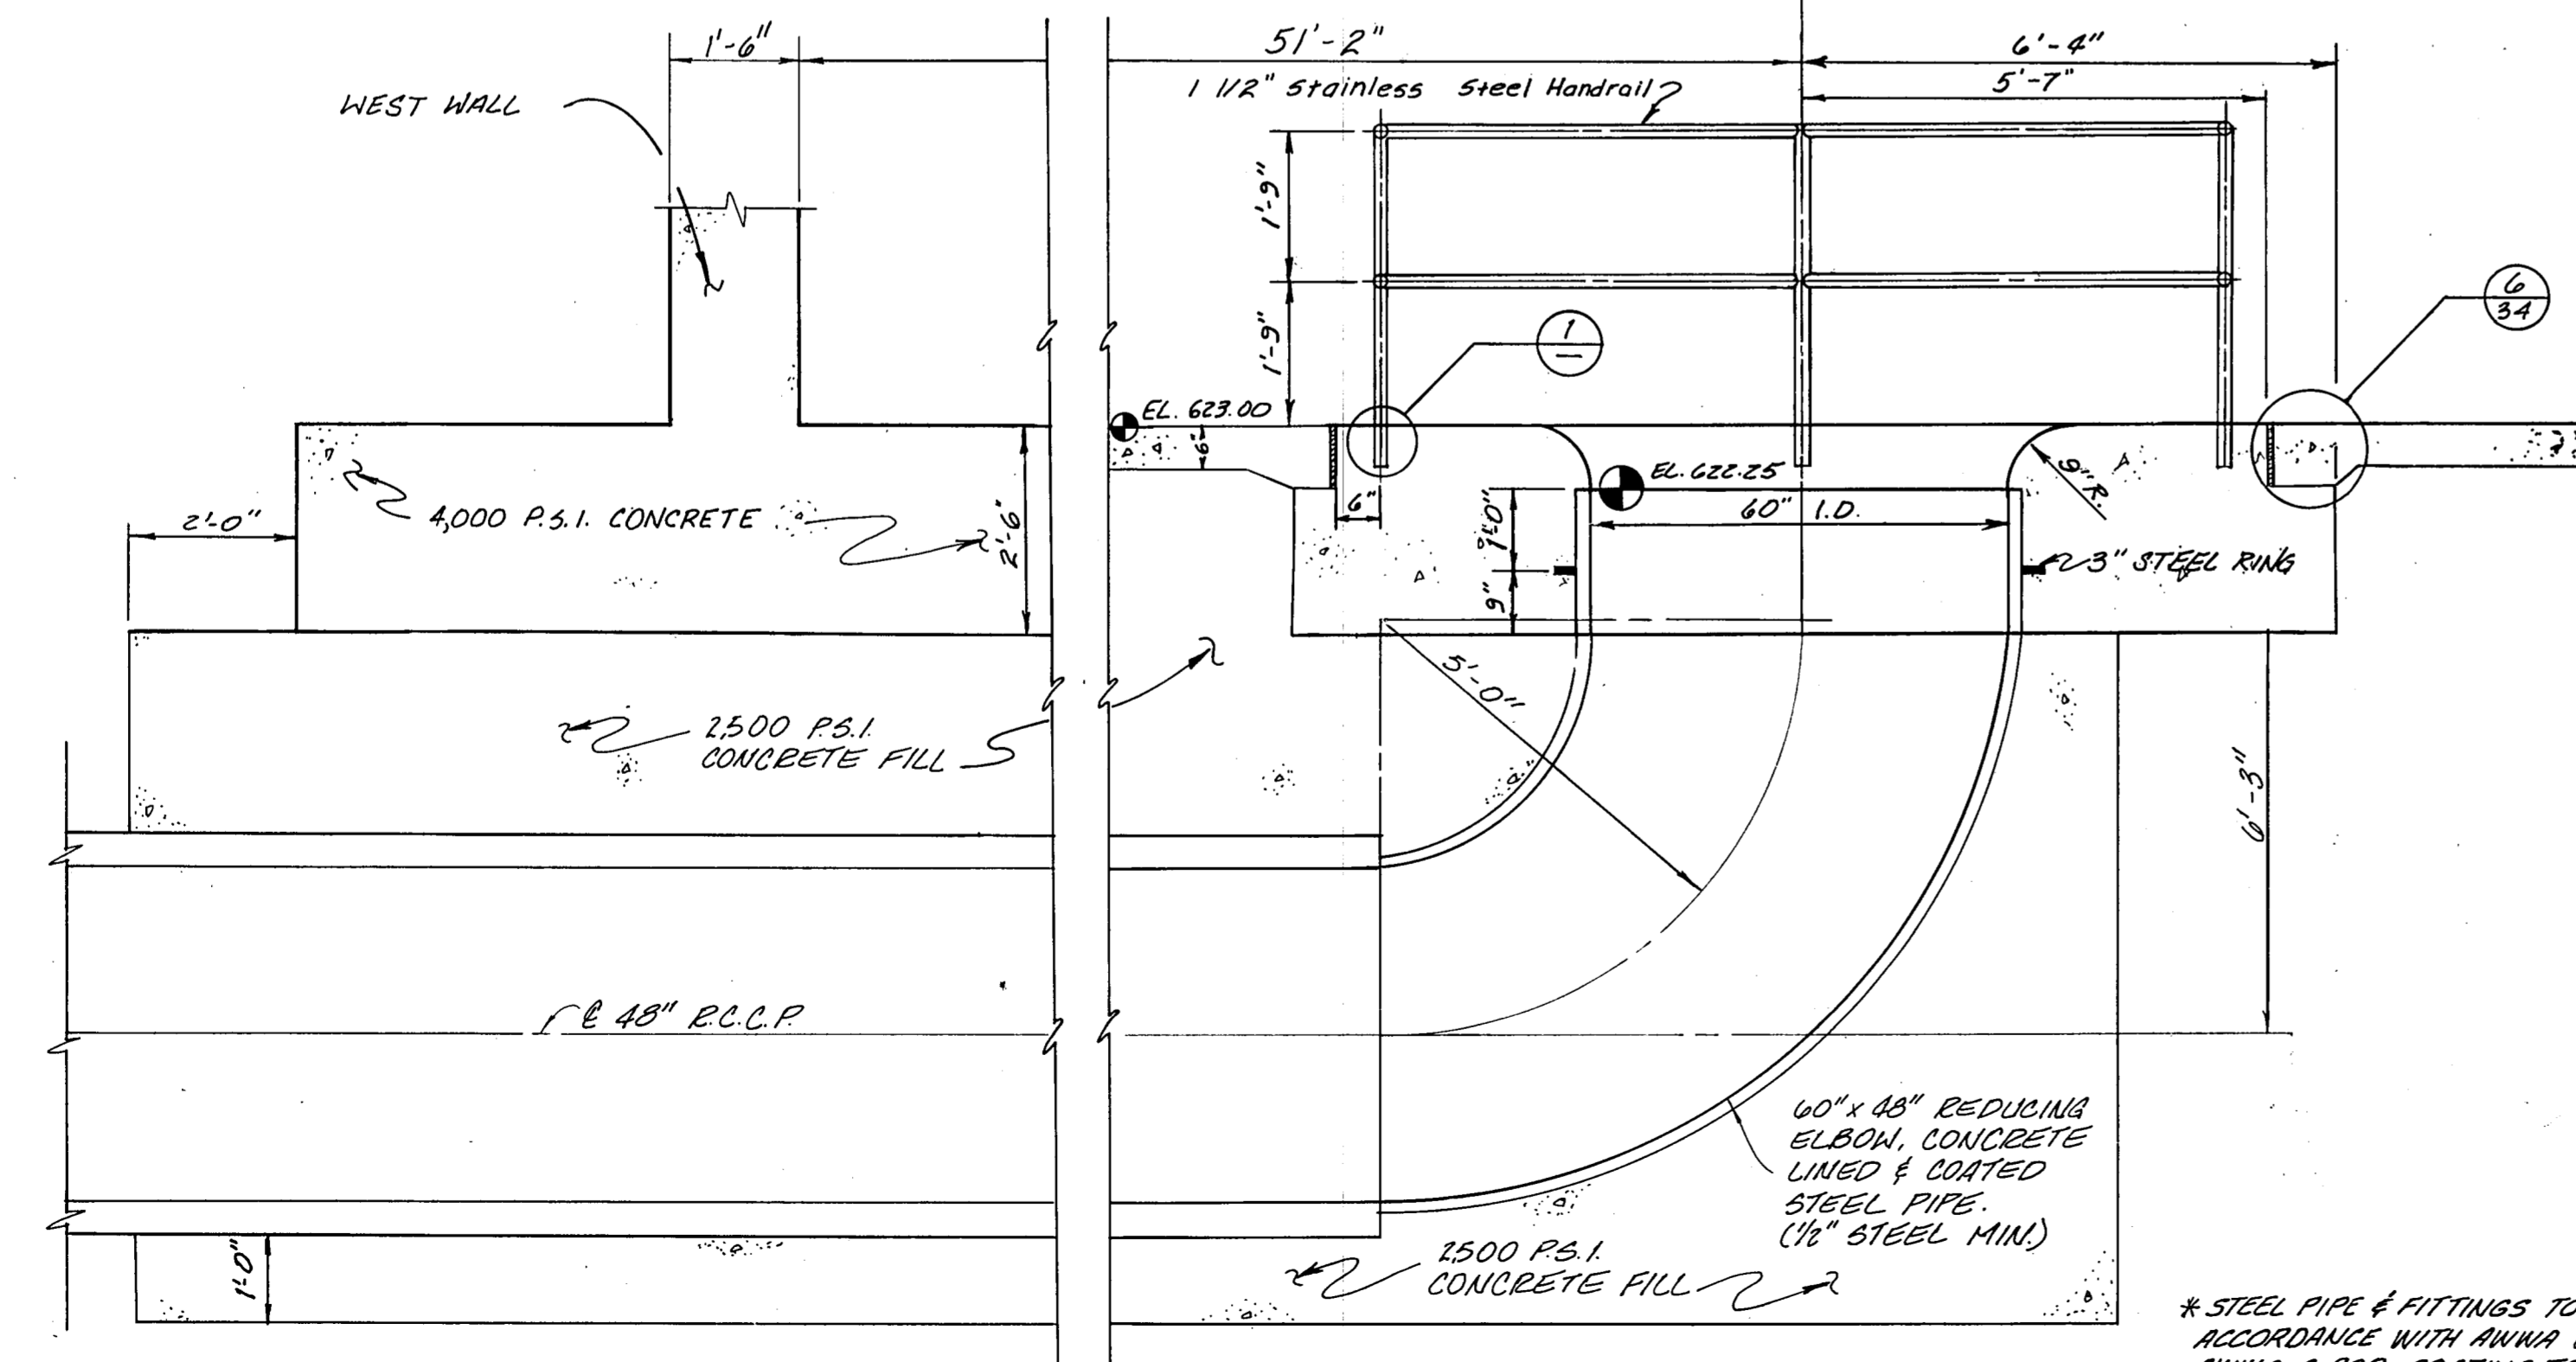 1'-6"
51'-2"
6'-4"
5'-7"
1 1/2" Stainless Steel Handrail
WEST WALL
1'-9"
1'-9"
6
34
1
EL. 623.00
6"
EL. 622.25
9"R.
2'-0"
4,000 P.S.I. CONCRETE
2'-6"
6"
1'-0"
60" I.D.
3" STEEL RING
9"
5'-0"
2,500 P.S.I.
CONCRETE FILL
6'-3"
℄ 48" R.C.C.P.
60" x 48" REDUCING
ELBOW, CONCRETE
LINED & COATED
STEEL PIPE.
(1/2" STEEL MIN.)
1'-0"
2500 P.S.I.
CONCRETE FILL
* STEEL PIPE & FITTINGS TO
ACCORDANCE WITH AWWA